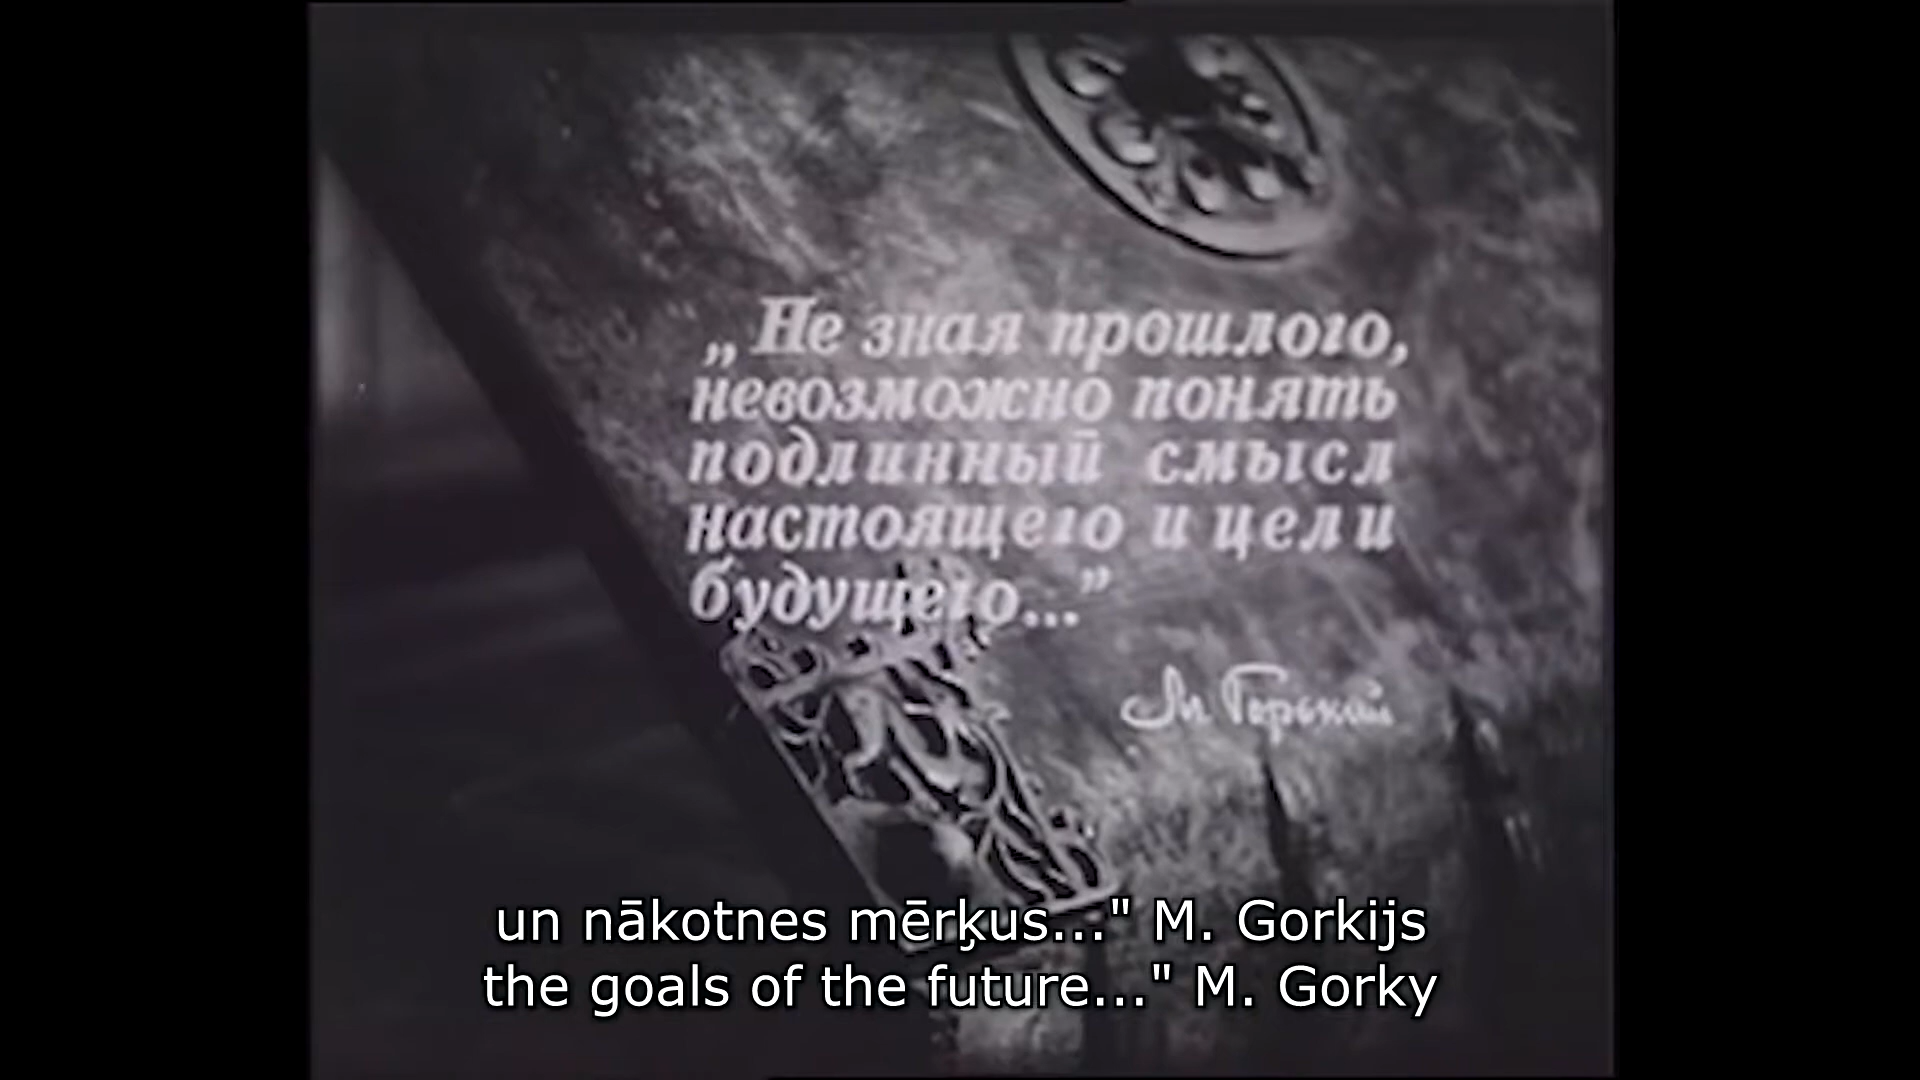 „Не зная прошлого,
невозможно понять
подлинный смысл
настоящего и цели
будущего...”
М Горький
un nākotnes mērķus..." M. Gorkijs
the goals of the future..." M. Gorky